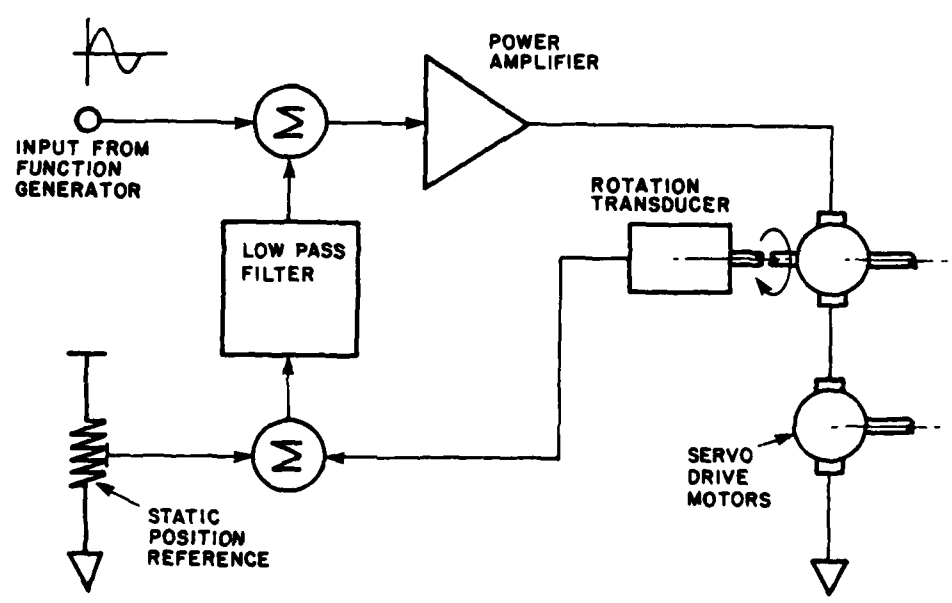 POWER
AMPLIFIER
Σ
INPUT FROM
FUNCTION
GENERATOR
ROTATION
TRANSDUCER
LOW PASS
FILTER
Σ
SERVO
DRIVE
MOTORS
STATIC
POSITION
REFERENCE